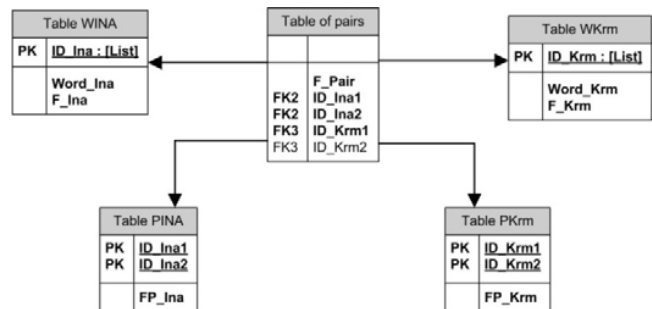 Table WINA
PK ID_Ina : [List]
Word_Ina
F_Ina
Table of pairs
F_Pair
FK2 ID_Ina1
FK2 ID_Ina2
FK3 ID_Krm1
FK3 ID_Krm2
Table WKrm
PK ID_Krm : [List]
Word_Krm
F_Krm
Table PINA
PK ID_Ina1
PK ID_Ina2
FP_Ina
Table PKrm
PK ID_Krm1
PK ID_Krm2
FP_Krm